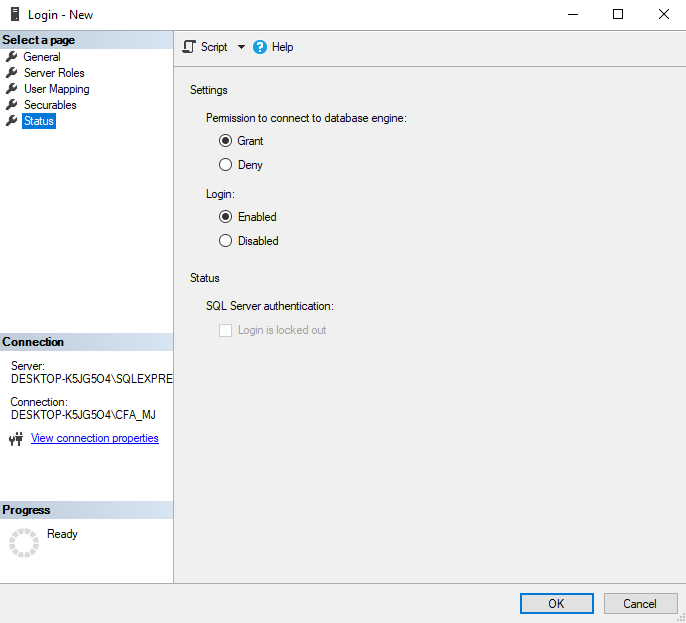 Login - New
Select a page
General
Server Roles
User Mapping
Securables
Status
Script
Help
Settings
Permission to connect to database engine:
Grant
Deny
Login:
Enabled
Disabled
Status
SQL Server authentication:
Login is locked out
Connection
Server:
DESKTOP-K5JG5O4\SQLEXPRE
Connection:
DESKTOP-K5JG5O4\CFA_MJ
View connection properties
Progress
Ready
OK
Cancel